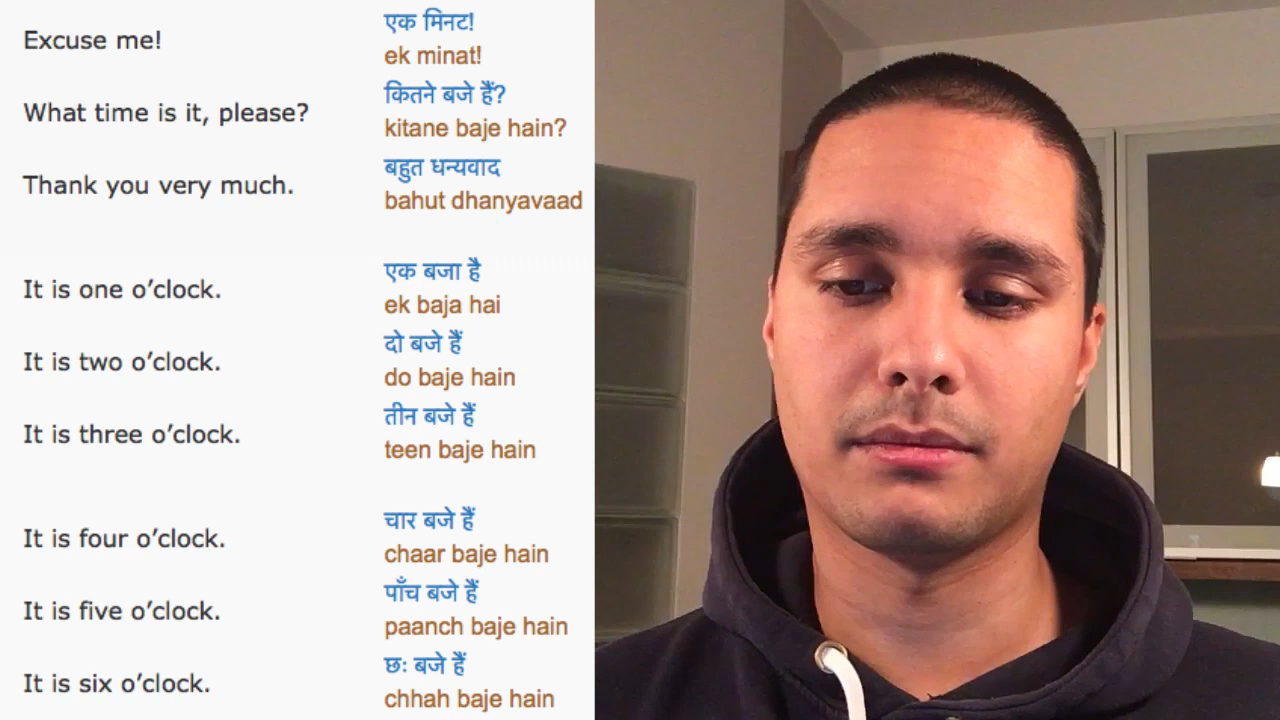 Excuse me!
एक मिनट!
ek minat!
What time is it, please?
कितने बजे हैं?
kitane baje hain?
Thank you very much.
बहुत धन्यवाद
bahut dhanyavaad
It is one o’clock.
एक बजा है
ek baja hai
It is two o’clock.
दो बजे हैं
do baje hain
It is three o’clock.
तीन बजे हैं
teen baje hain
It is four o’clock.
चार बजे हैं
chaar baje hain
It is five o’clock.
पाँच बजे हैं
paanch baje hain
It is six o’clock.
छः बजे हैं
chhah baje hain